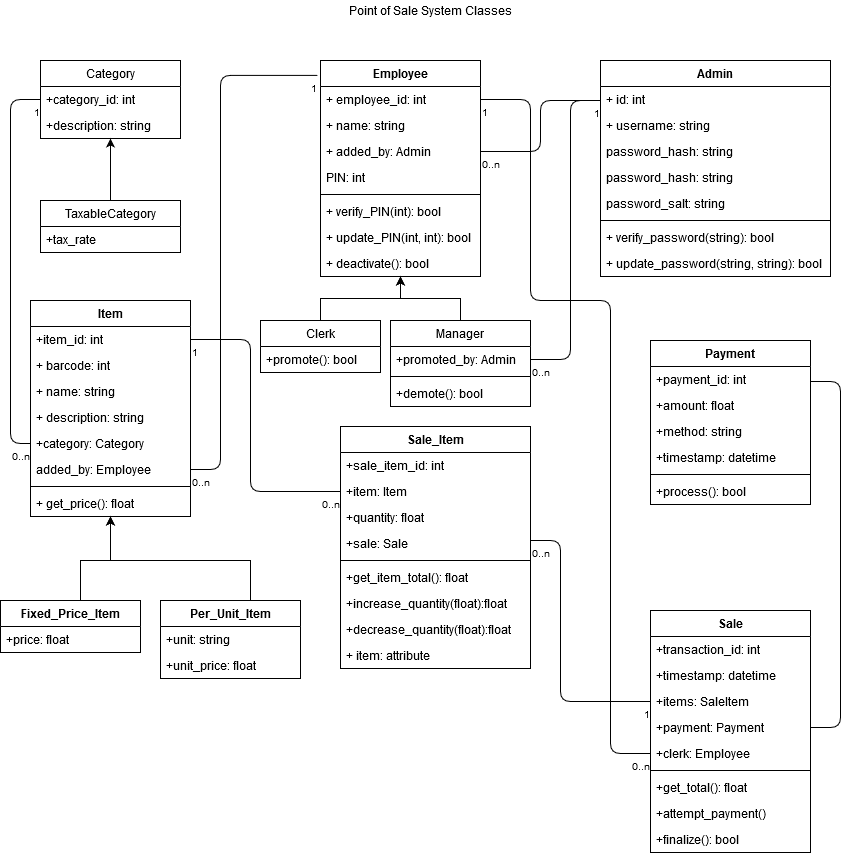 Point of Sale System Classes
Category
+category_id: int
+description: string
1
TaxableCategory
+tax_rate
Employee
+ employee_id: int
+ name: string
+ added_by: Admin
PIN: int
+ verify_PIN(int): bool
+ update_PIN(int, int): bool
+ deactivate(): bool
1
1
0..n
Admin
+ id: int
+ username: string
password_hash: string
password_hash: string
password_salt: string
+ verify_password(string): bool
+ update_password(string, string): bool
1
Item
+item_id: int
+ barcode: int
+ name: string
+ description: string
+category: Category
added_by: Employee
+ get_price(): float
1
0..n
0..n
Clerk
+promote(): bool
Manager
+promoted_by: Admin
+demote(): bool
0..n
Payment
+payment_id: int
+amount: float
+method: string
+timestamp: datetime
+process(): bool
Sale_Item
+sale_item_id: int
+item: Item
+quantity: float
+sale: Sale
+get_item_total(): float
+increase_quantity(float):float
+decrease_quantity(float):float
+ item: attribute
0..n
0..n
Fixed_Price_Item
+price: float
Per_Unit_Item
+unit: string
+unit_price: float
Sale
+transaction_id: int
+timestamp: datetime
+items: SaleItem
+payment: Payment
+clerk: Employee
+get_total(): float
+attempt_payment()
+finalize(): bool
1
0..n